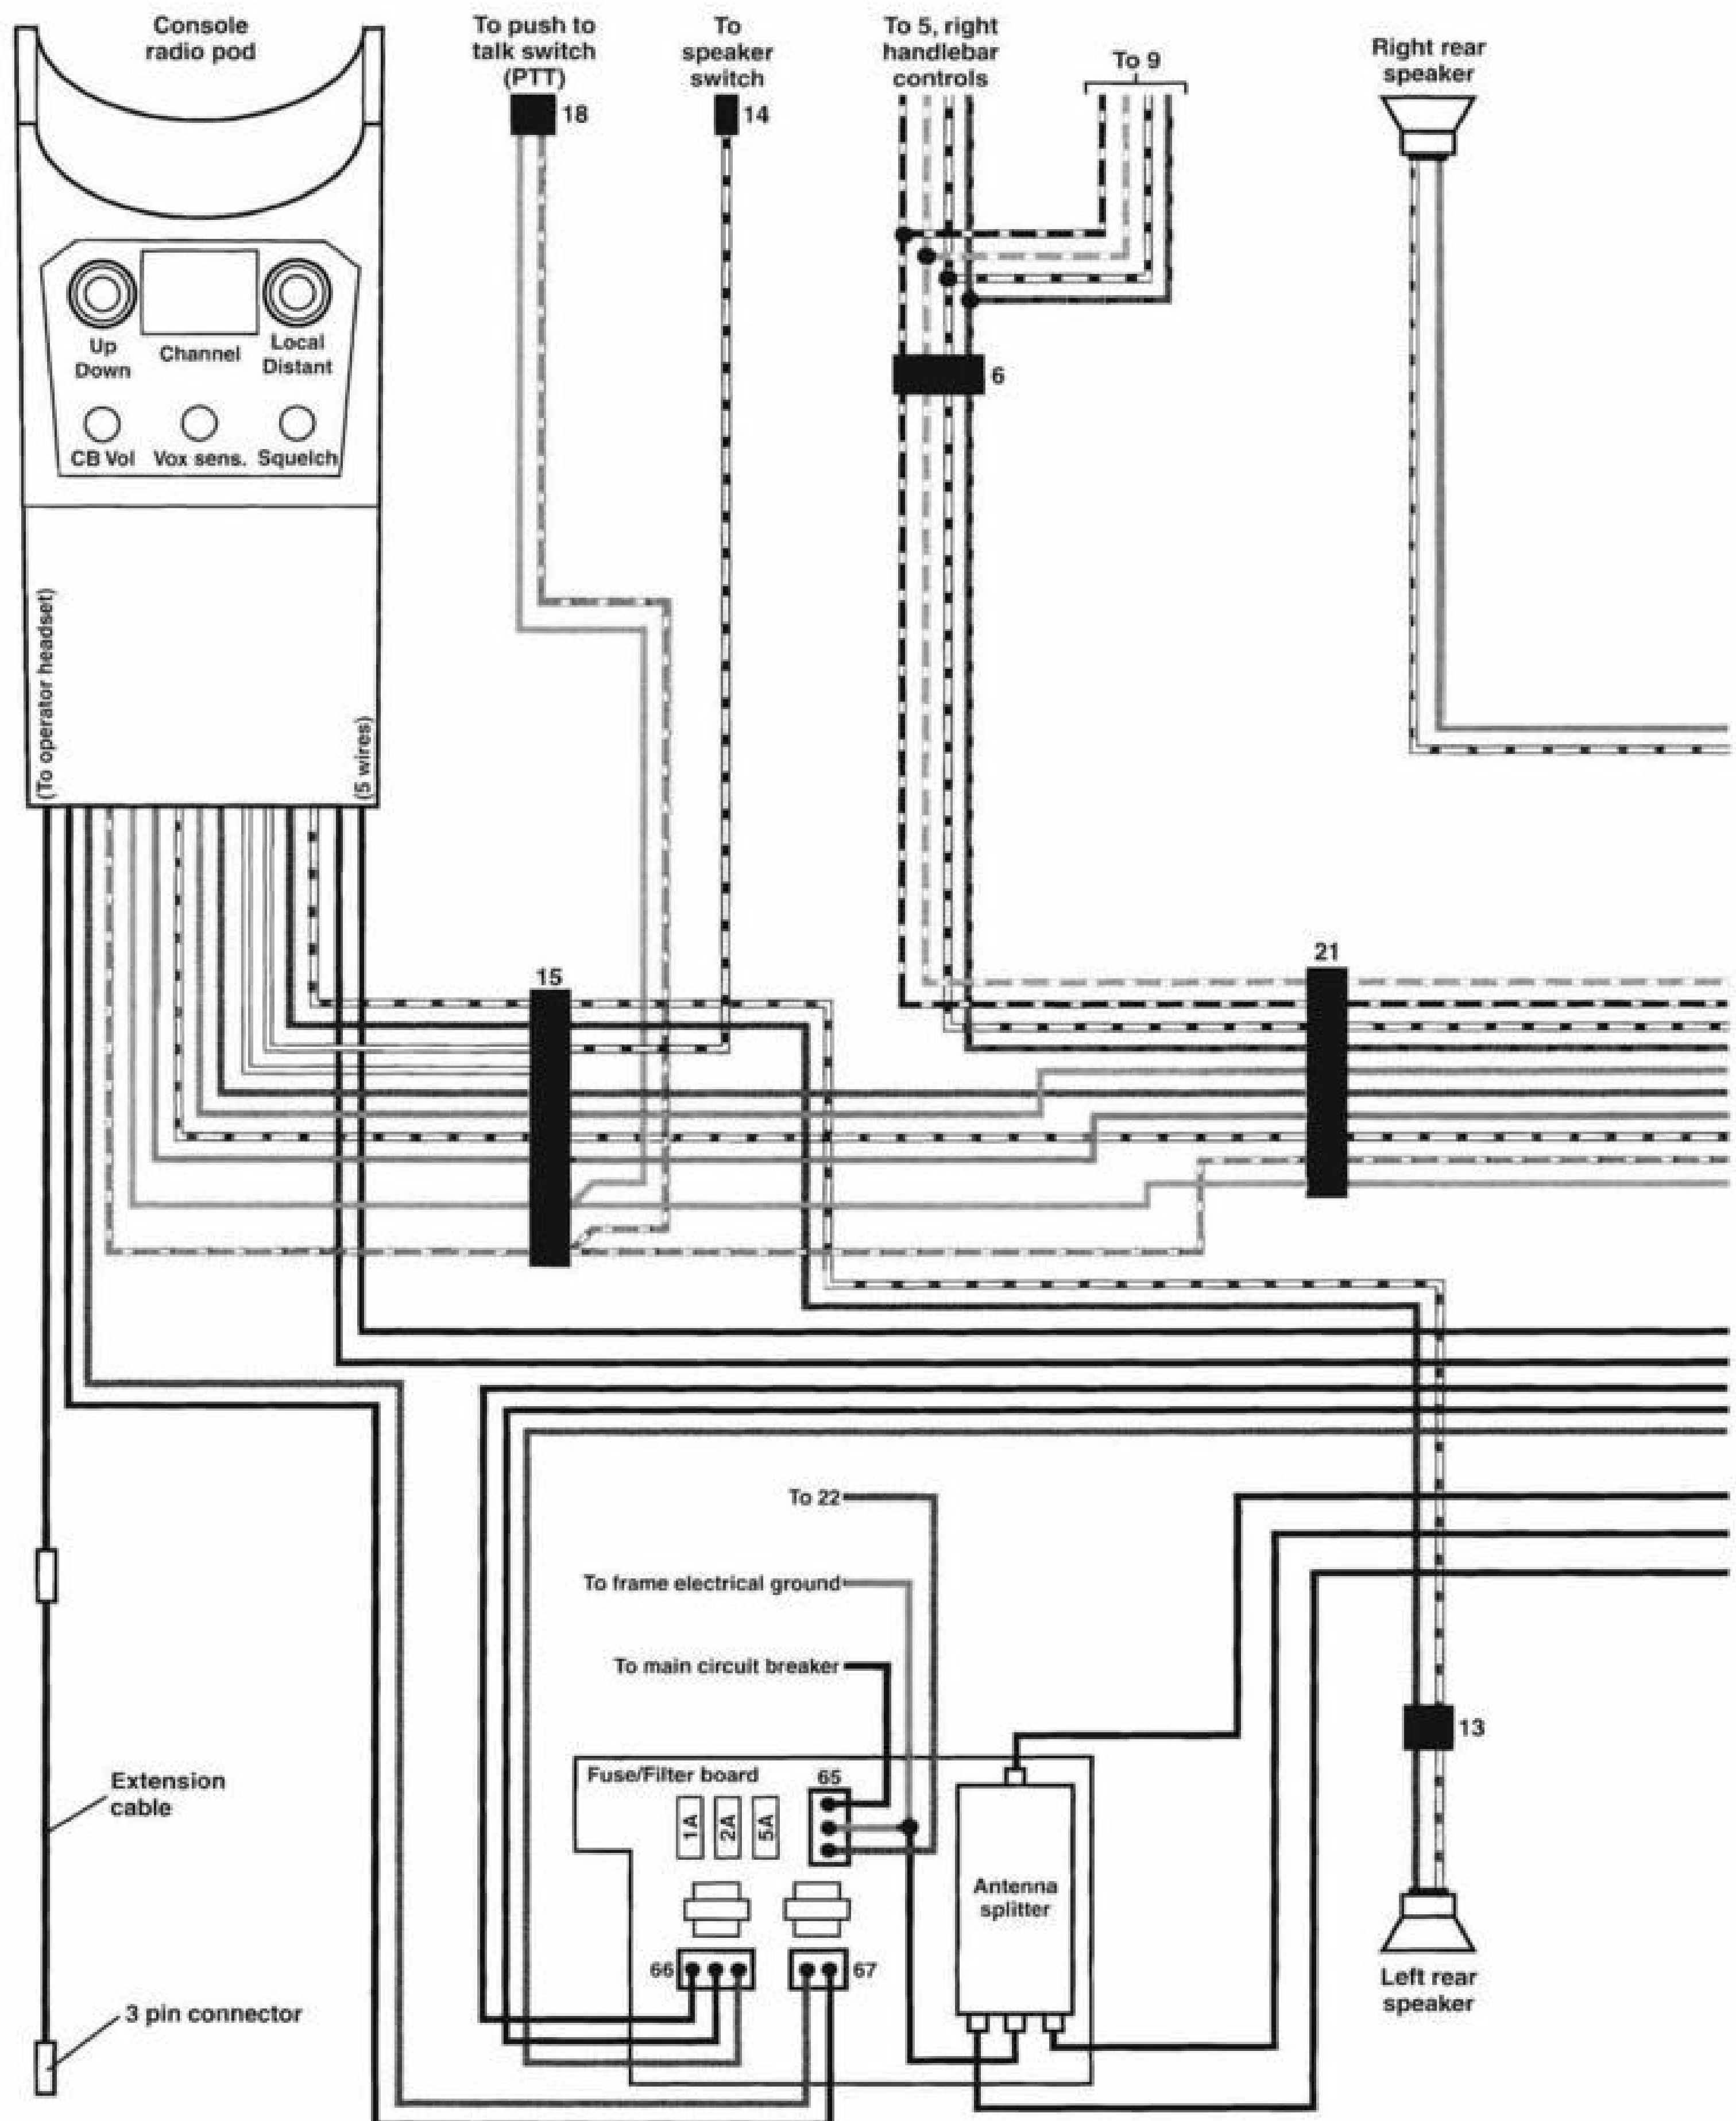 Console
radio pod
To push to
talk switch
(PTT)
18
To
speaker
switch
14
To 5, right
handlebar
controls
To 9
Right rear
speaker
Up
Down
Channel
Local
Distant
6
CB Vol
Vox sens.
Squelch
(To operator headset)
(5 wires)
15
21
To 22
To frame electrical ground
To main circuit breaker
13
Fuse/Filter board
65
1A
2A
5A
Extension
cable
Antenna
splitter
66
67
Left rear
speaker
3 pin connector